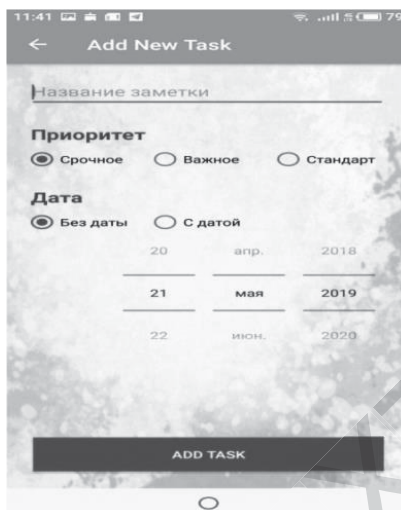 11:41 79
← Add New Task
Название заметки
Приоритет
Срочное Важное Стандарт
Дата
Без даты С датой
20 апр. 2018
21 мая 2019
22 июн. 2020
ADD TASK